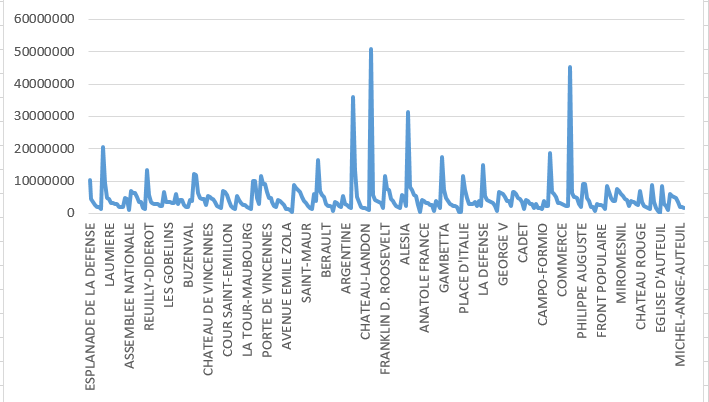 60000000
50000000
40000000
30000000
20000000
10000000
0
ESPLANADE DE LA DEFENSE
LAUMIERE
ASSEMBLEE NATIONALE
REUILLY-DIDEROT
LES GOBELINS
BUZENVAL
CHATEAU DE VINCENNES
COUR SAINT-EMILION
LA TOUR-MAUBOURG
PORTE DE VINCENNES
AVENUE EMILE ZOLA
SAINT-MAUR
BERAULT
ARGENTINE
CHATEAU-LANDON
FRANKLIN D. ROOSEVELT
ALESIA
ANATOLE FRANCE
GAMBETTA
PLACE D'ITALIE
LA DEFENSE
GEORGE V
CADET
CAMPO-FORMIO
COMMERCE
PHILIPPE AUGUSTE
FRONT POPULAIRE
MIROMESNIL
CHATEAU ROUGE
EGLISE D'AUTEUIL
MICHEL-ANGE-AUTEUIL